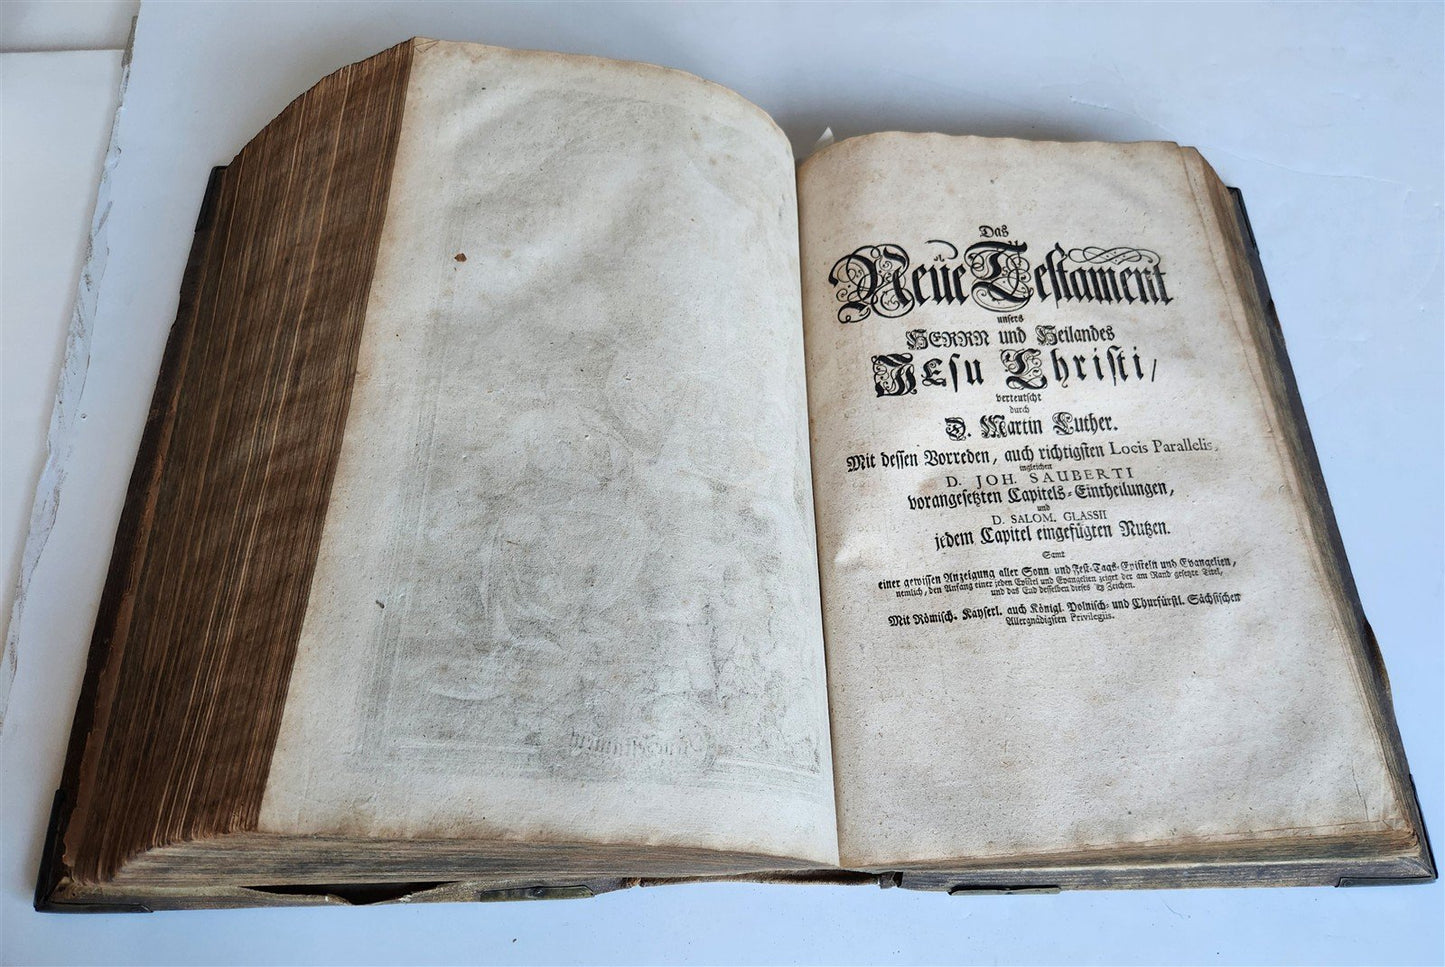 Das
Neue Testament
unsers
HERRN und Heilandes
JEsu Christi/
verteutscht
durch
D. Martin Luther.
Mit dessen Vorreden, auch richtigsten Locis Parallelis,
ingleichen
D. JOH. SAUBERTI
vorangesetzten Capitels-Eintheilungen,
und
D. SALOM. GLASSII
jedem Capitel eingefügten Nutzen.
Samt
einer gewissen Anzeigung aller Sonn und Fest-Tags-Episteln und Evangelien,
nemlich, den Anfang einer jeden Epistel und Evangelien zeiget der am Rand gesetzte Titel,
und das End desselben dieses Zeichen.
Mit Römisch. Kayserl. auch Königl. Polnisch- und Churfürstl. Sächsischen
Allergnädigsten Privilegiis.